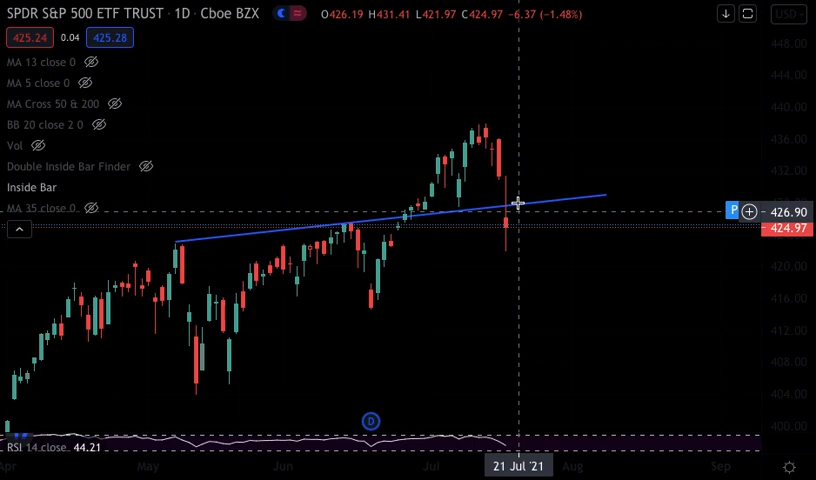 SPDR S&P 500 ETF TRUST · 1D · Cboe BZX O426.19 H431.41 L421.97 C424.97 −6.37 (−1.48%) USD
425.24 0.04 425.28
MA 13 close 0
MA 5 close 0
MA Cross 50 & 200
BB 20 close 2 0
Vol
Double Inside Bar Finder
Inside Bar
MA 35 close 0
448.00
444.00
440.00
436.00
432.00
P 426.90
424.97
420.00
416.00
412.00
408.00
404.00
400.00
D
RSI 14 close 44.21
Apr May Jun Jul 21 Jul '21 Aug Sep